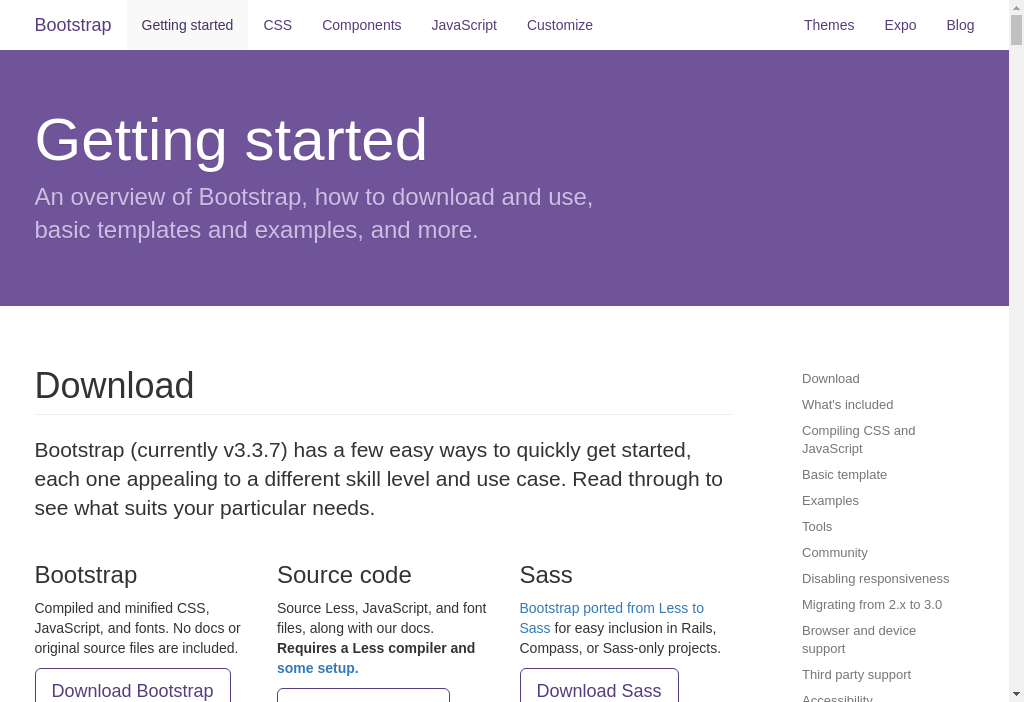 Bootstrap Getting started CSS Components JavaScript Customize Themes Expo Blog
Getting started
An overview of Bootstrap, how to download and use,
basic templates and examples, and more.
Download
Bootstrap (currently v3.3.7) has a few easy ways to quickly get started,
each one appealing to a different skill level and use case. Read through to
see what suits your particular needs.
Bootstrap
Compiled and minified CSS,
JavaScript, and fonts. No docs or
original source files are included.
Download Bootstrap
Source code
Source Less, JavaScript, and font
files, along with our docs.
Requires a Less compiler and
some setup.
Sass
Bootstrap ported from Less to
Sass for easy inclusion in Rails,
Compass, or Sass-only projects.
Download Sass
Download
What's included
Compiling CSS and
JavaScript
Basic template
Examples
Tools
Community
Disabling responsiveness
Migrating from 2.x to 3.0
Browser and device
support
Third party support
Accessibility